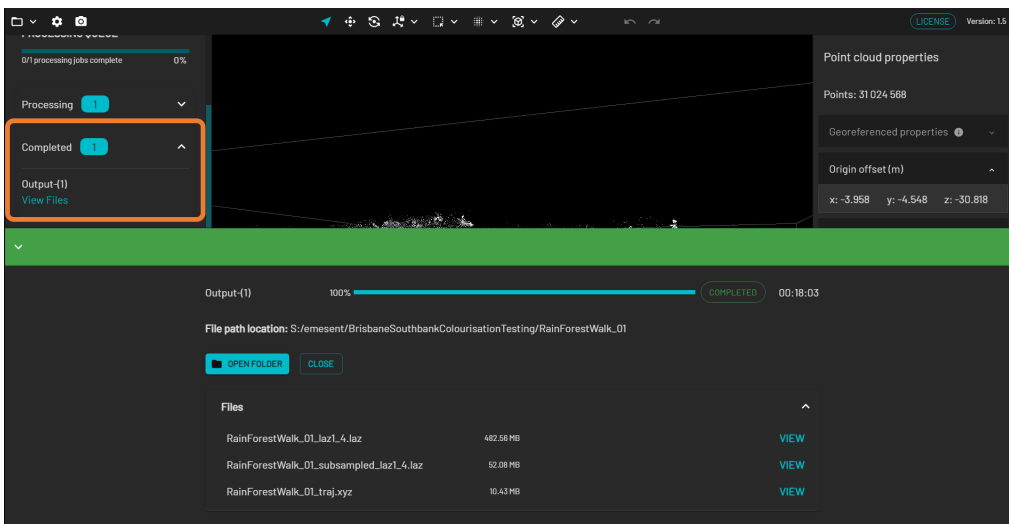 LICENSE Version: 1.5
PROCESSING QUEUE
0/1 processing jobs complete 0%
Processing 1
Completed 1
Output-(1)
View Files
Point cloud properties
Points: 31 024 568
Georeferenced properties
Origin offset (m)
x: -3.958 y: -4.548 z: -30.818
Output-(1) 100% COMPLETED 00:18:03
File path location: S:/emesent/BrisbaneSouthbankColourisationTesting/RainForestWalk_01
OPEN FOLDER CLOSE
Files
RainForestWalk_01_laz1_4.laz 482.56 MB VIEW
RainForestWalk_01_subsampled_laz1_4.laz 52.08 MB VIEW
RainForestWalk_01_traj.xyz 10.43 MB VIEW